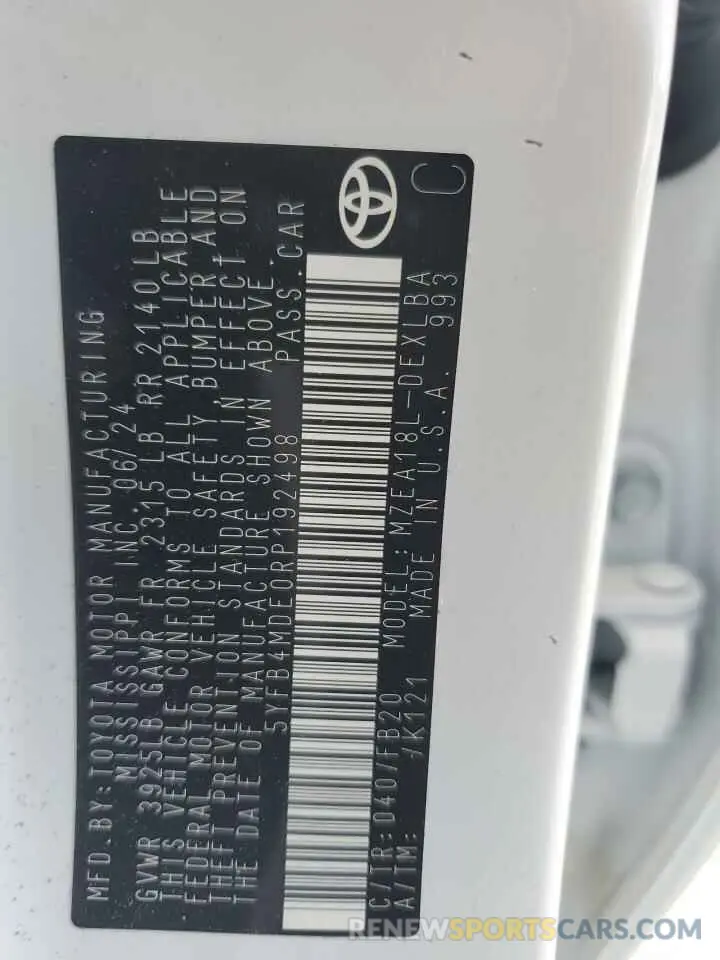 MFD. BY: TOYOTA MOTOR MANUFACTURING
MISSISSIPPI INC. 06/24
GVWR 3925LB GAWR FR 2315 LB RR 2140LB
THIS VEHICLE CONFORMS TO ALL APPLICABLE
FEDERAL MOTOR VEHICLE SAFETY, BUMPER AND
THEFT PREVENTION STANDARDS IN EFFECT ON
THE DATE OF MANUFACTURE SHOWN ABOVE.
5YFB4MDE0RP192498 PASS. CAR
C/TR: 040/FB20 MODEL: MZEA18L-DEXLBA
A/TM: /K121 MADE IN U.S.A. 993
C
RENEWSPORTSCARS.COM